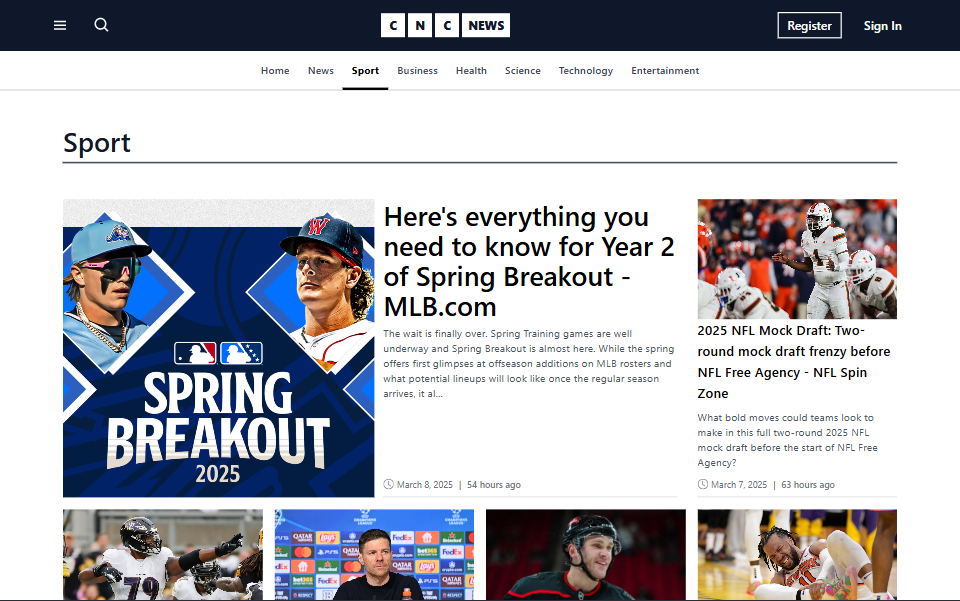 C N C NEWS
Register
Sign In
Home
News
Sport
Business
Health
Science
Technology
Entertainment
Sport
SPRING
BREAKOUT
2025
Here's everything you
need to know for Year 2
of Spring Breakout -
MLB.com
The wait is finally over. Spring Training games are well
underway and Spring Breakout is almost here. While the spring
offers first glimpses at offseason additions on MLB rosters and
what potential lineups will look like once the regular season
arrives, it al...
March 8, 2025 | 54 hours ago
2025 NFL Mock Draft: Two-
round mock draft frenzy before
NFL Free Agency - NFL Spin
Zone
What bold moves could teams look to
make in this full two-round 2025 NFL
mock draft before the start of NFL Free
Agency?
March 7, 2025 | 63 hours ago
79